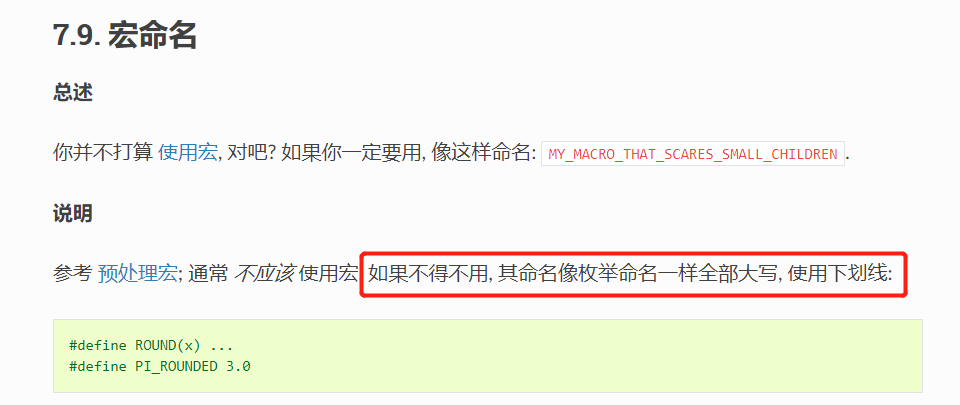 7.9. 宏命名
总述
你并不打算 使用宏, 对吧? 如果你一定要用, 像这样命名: MY_MACRO_THAT_SCARES_SMALL_CHILDREN.
说明
参考 预处理宏; 通常 不应该 使用宏 如果不得不用, 其命名像枚举命名一样全部大写, 使用下划线:
#define ROUND(x) ...
#define PI_ROUNDED 3.0